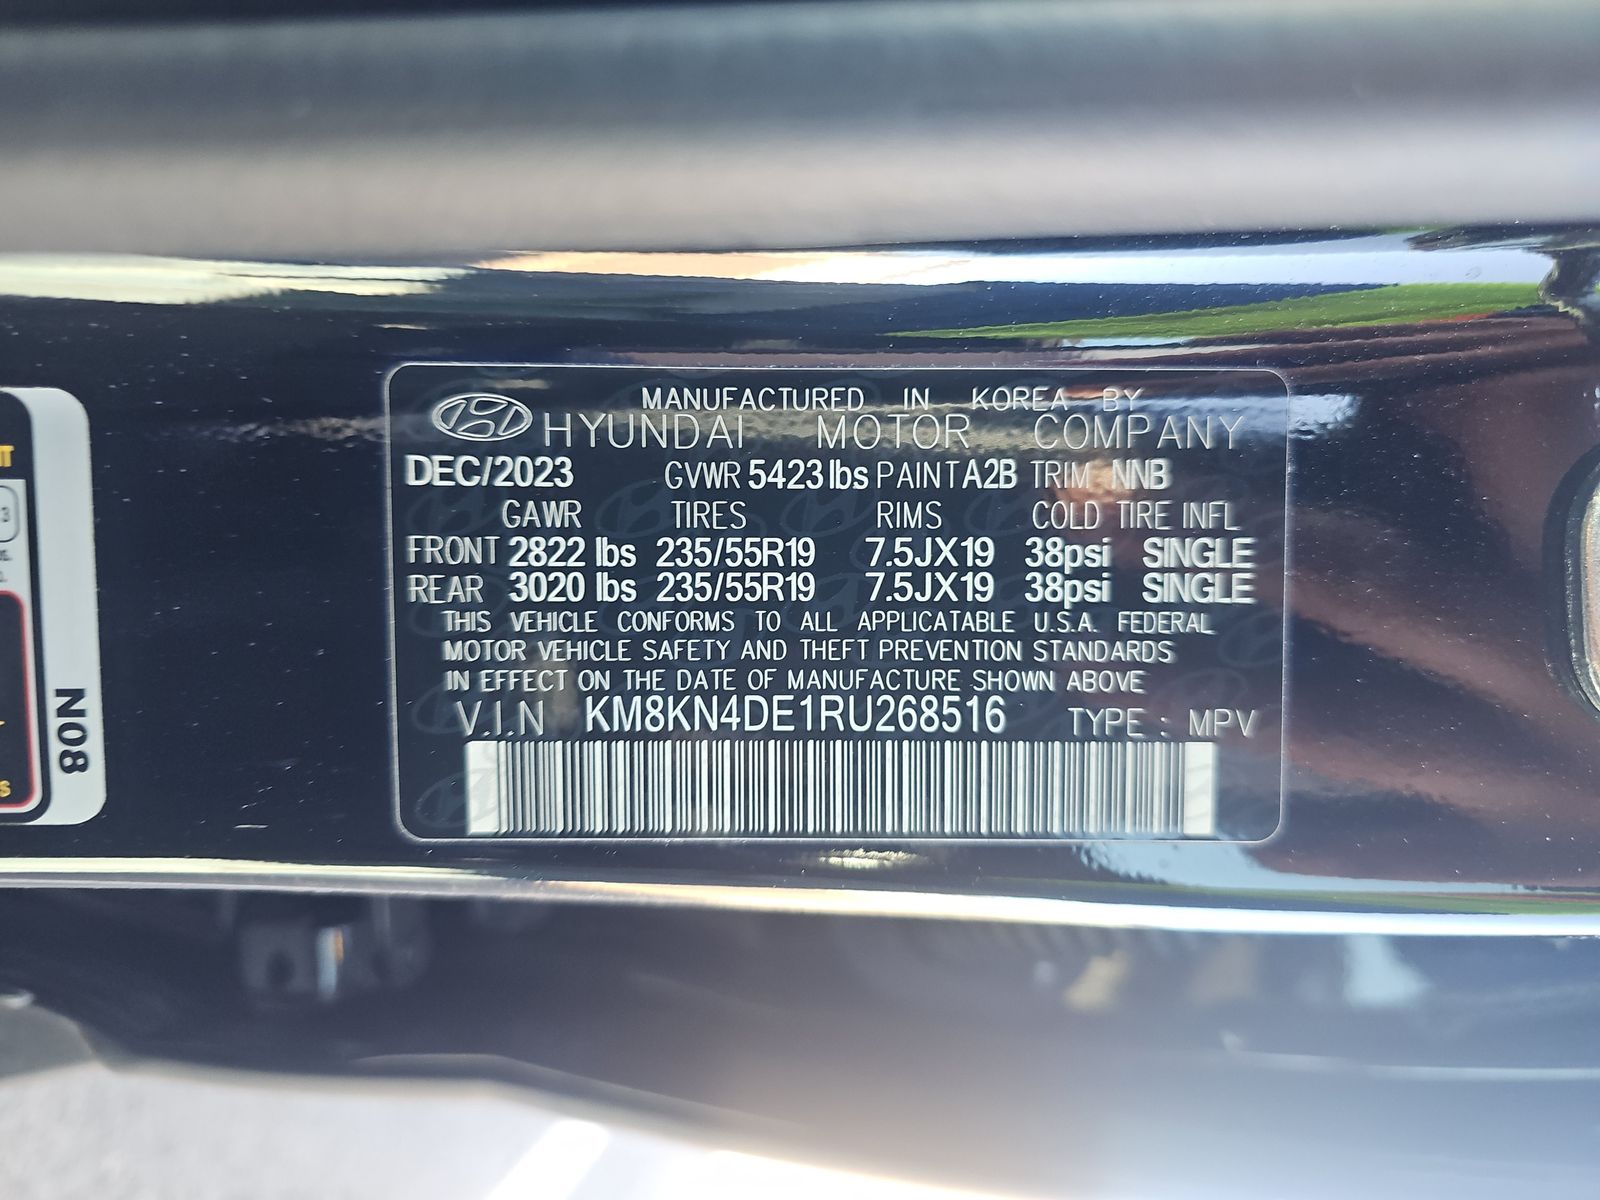 MANUFACTURED IN KOREA BY
HYUNDAI MOTOR COMPANY
DEC/2023 GVWR 5423 lbs PAINT A2B TRIM NNB
GAWR TIRES RIMS COLD TIRE INFL
FRONT 2822 lbs 235/55R19 7.5JX19 38psi SINGLE
REAR 3020 lbs 235/55R19 7.5JX19 38psi SINGLE
THIS VEHICLE CONFORMS TO ALL APPLICATABLE U.S.A. FEDERAL
MOTOR VEHICLE SAFETY AND THEFT PREVENTION STANDARDS
IN EFFECT ON THE DATE OF MANUFACTURE SHOWN ABOVE
V.I.N KM8KN4DE1RU268516 TYPE : MPV
N08